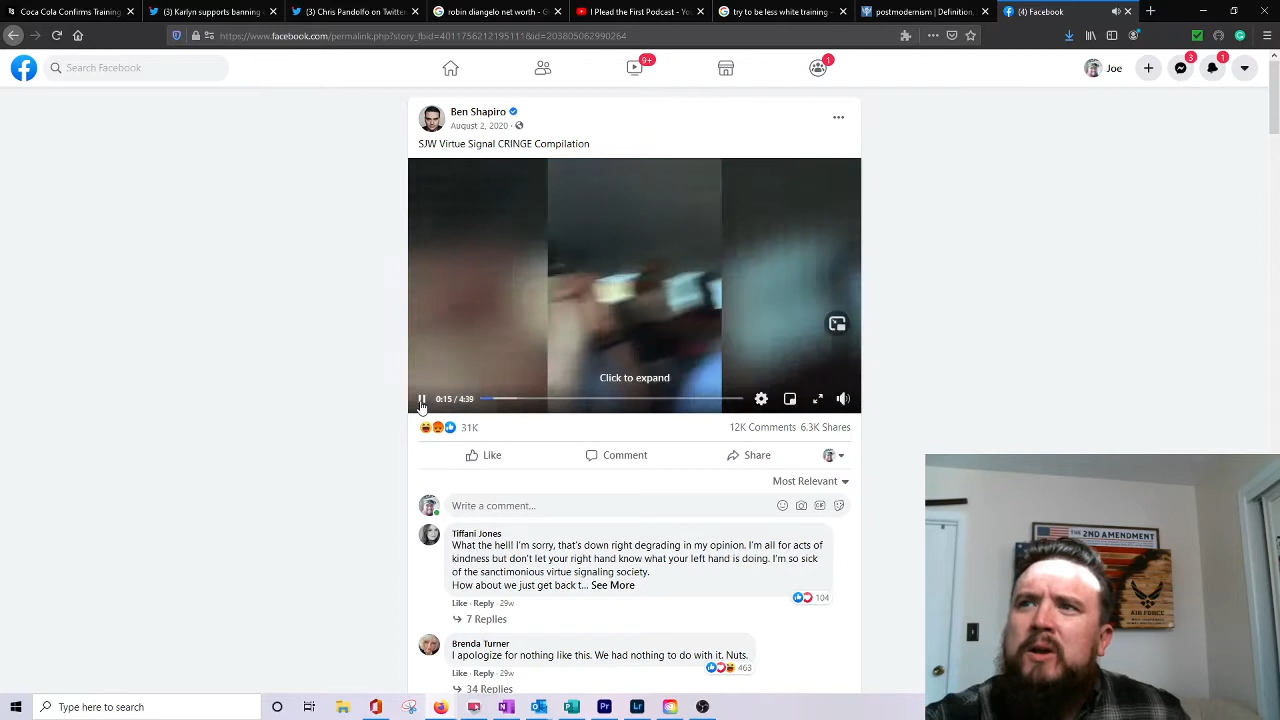 Coca Cola Confirms Training
(3) Karlyn supports banning
(3) Chris Pandolfo on Twitter
robin diangelo net worth - G
I Plead the First Podcast - Yo
try to be less white training -
postmodernism | Definition,
(4) Facebook
https://www.facebook.com/permalink.php?story_fbid=4011756212195111&id=203805062990264
Search Facebook
9+
1
Joe
3
1
Ben Shapiro
August 2, 2020
SJW Virtue Signal CRINGE Compilation
Click to expand
0:15 / 4:39
31K
12K Comments 6.3K Shares
Like
Comment
Share
Most Relevant
Write a comment...
Tiffani Jones
What the helll I'm sorry, that's down right degrading in my opinion. I'm all for acts of
kindness but don't let your right hand know what your left hand is doing. I'm so sick
of the sanctimonious virtue signaling society.
How about we just get back t... See More
104
Like · Reply · 29w
7 Replies
Brenda Turner
I apologize for nothing like this. We had nothing to do with it. Nuts.
463
Like · Reply · 29w
34 Replies
THE 2ND AMENDMENT
AIR FORCE
Type here to search